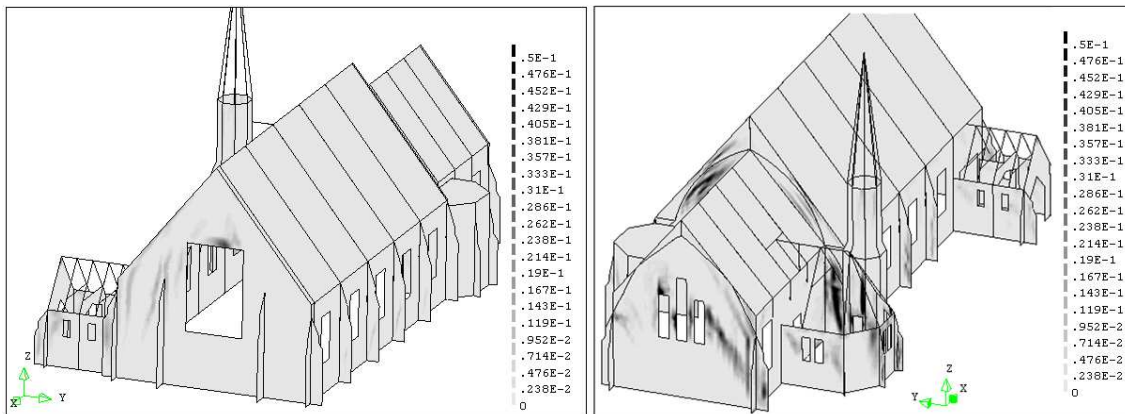 .5E-1
.476E-1
.452E-1
.429E-1
.405E-1
.381E-1
.357E-1
.333E-1
.31E-1
.286E-1
.262E-1
.238E-1
.214E-1
.19E-1
.167E-1
.143E-1
.119E-1
.952E-2
.714E-2
.476E-2
.238E-2
0
Z
X
Y
.5E-1
.476E-1
.452E-1
.429E-1
.405E-1
.381E-1
.357E-1
.333E-1
.31E-1
.286E-1
.262E-1
.238E-1
.214E-1
.19E-1
.167E-1
.143E-1
.119E-1
.952E-2
.714E-2
.476E-2
.238E-2
0
Z
X
Y